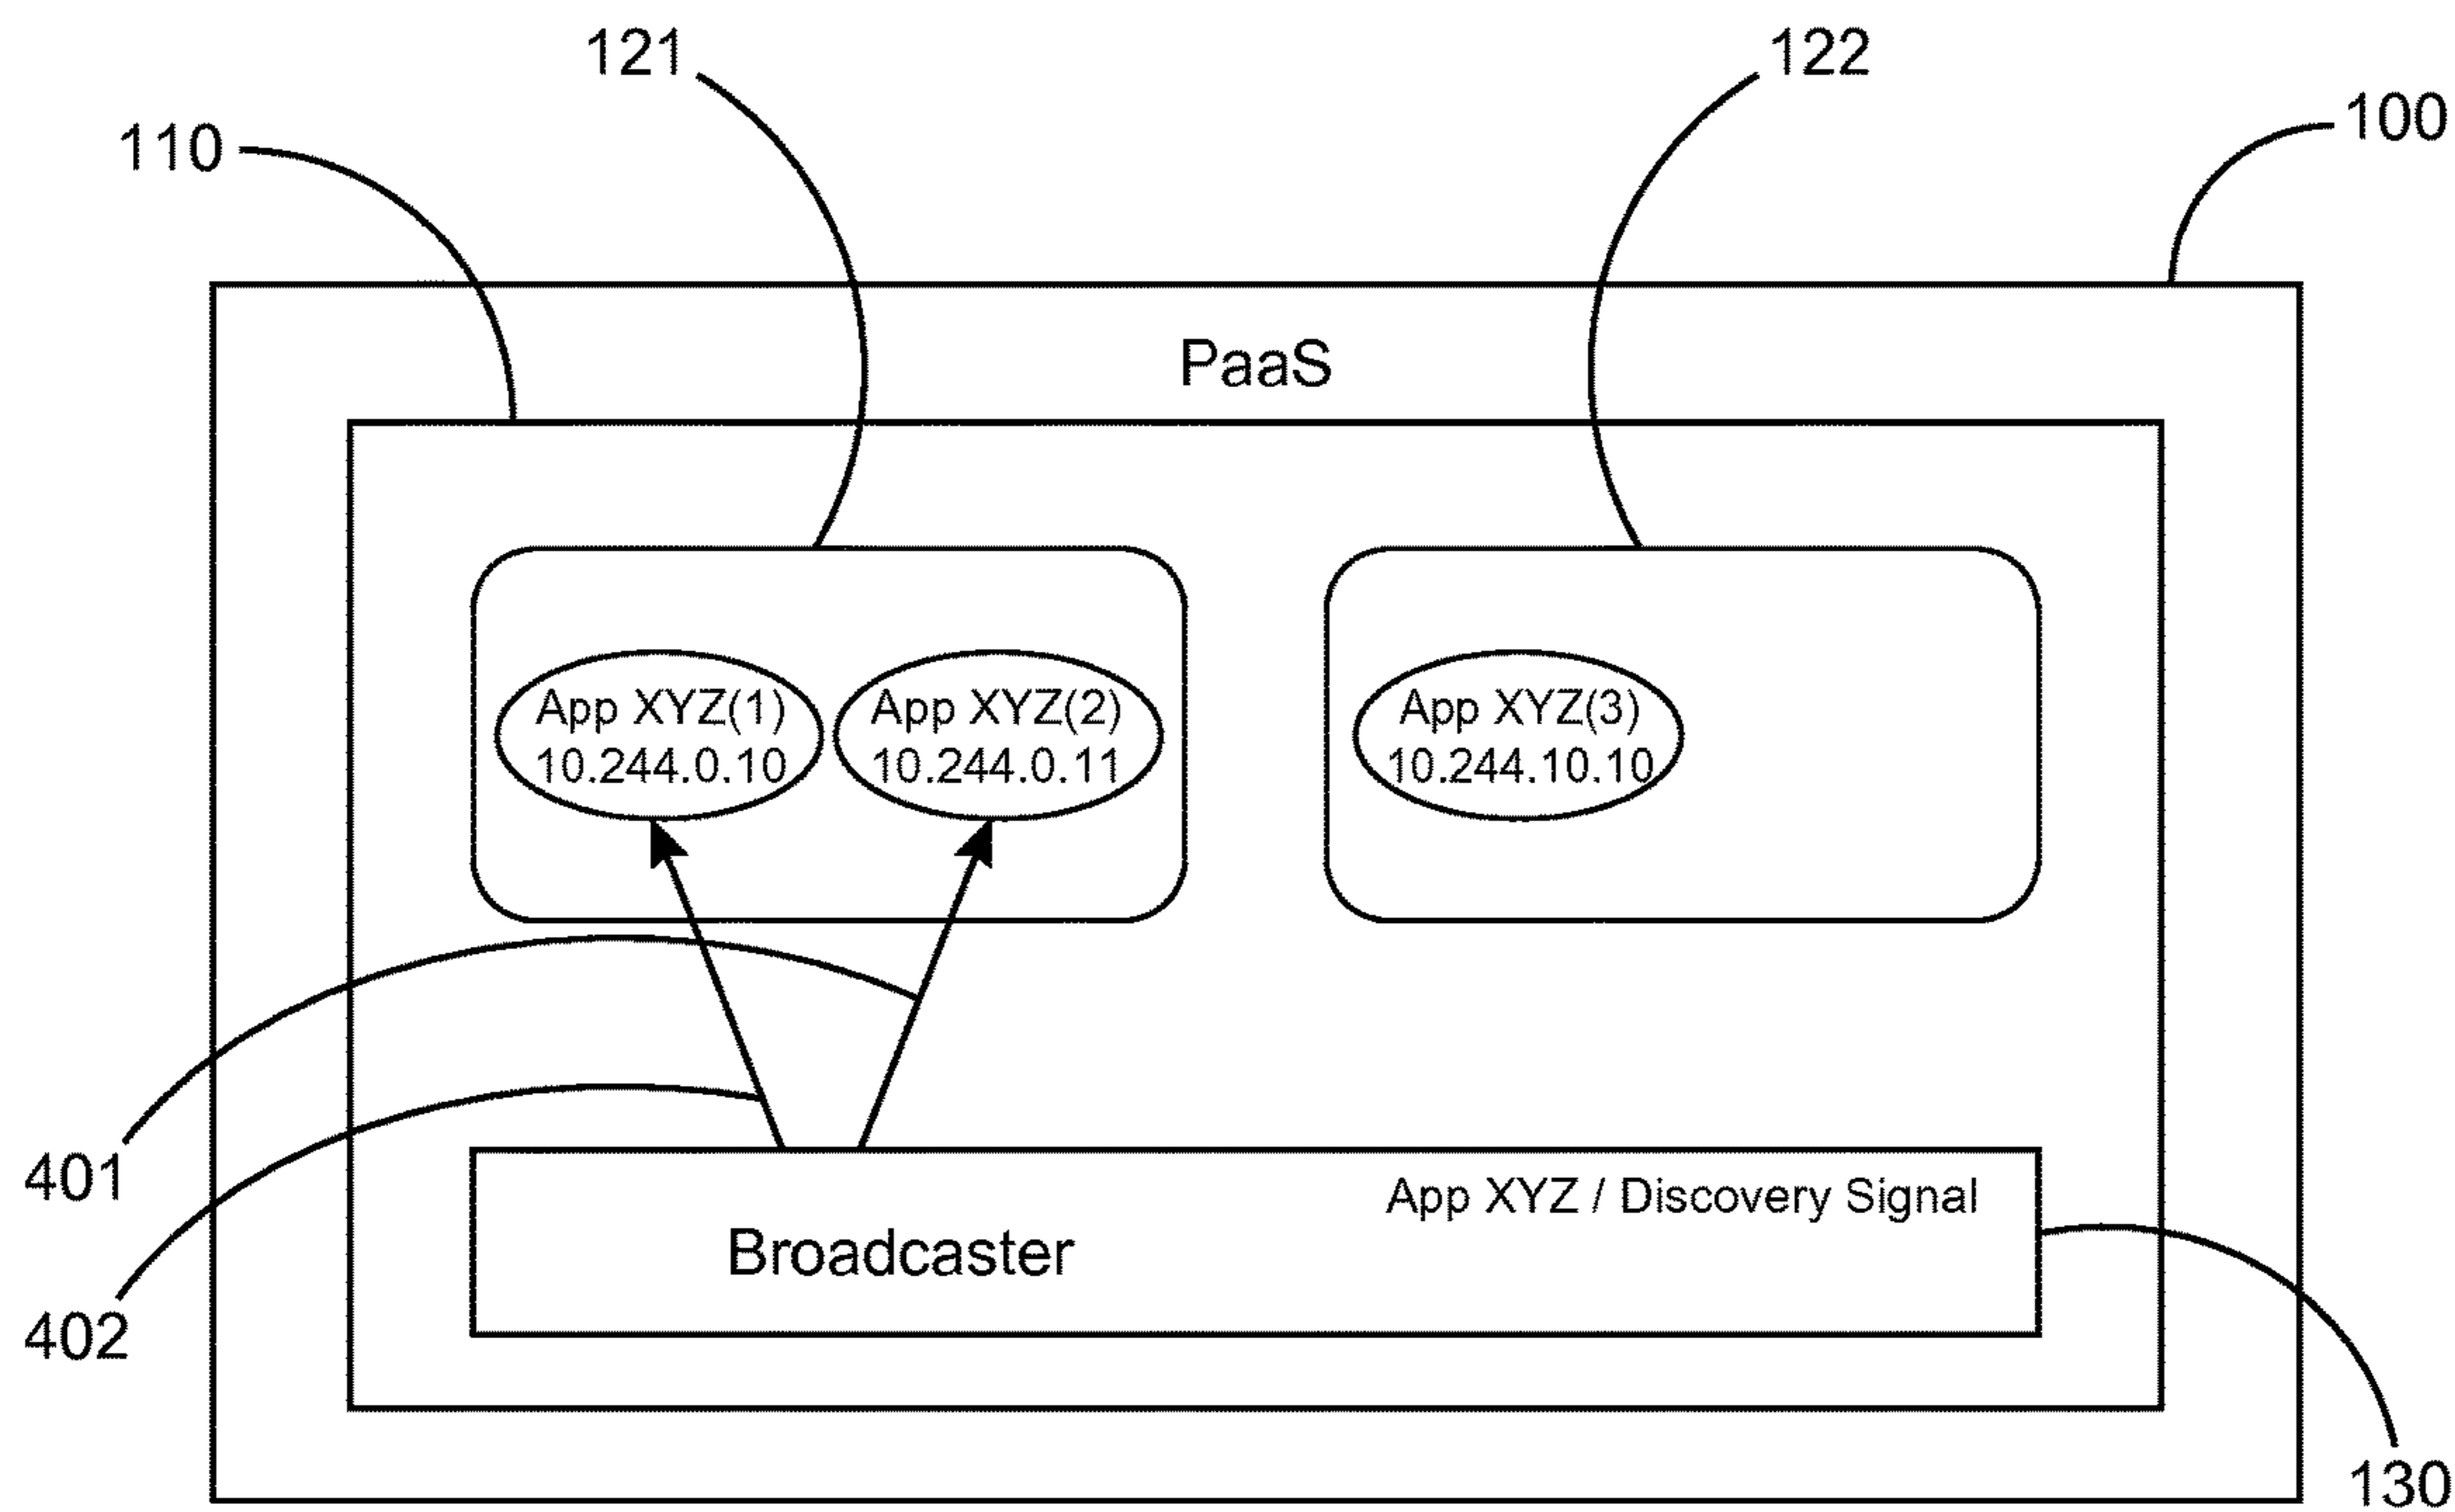 121
122
100
110
PaaS
App XYZ(1)
10.244.0.10
App XYZ(2)
10.244.0.11
App XYZ(3)
10.244.10.10
401
App XYZ / Discovery Signal
Broadcaster
402
130